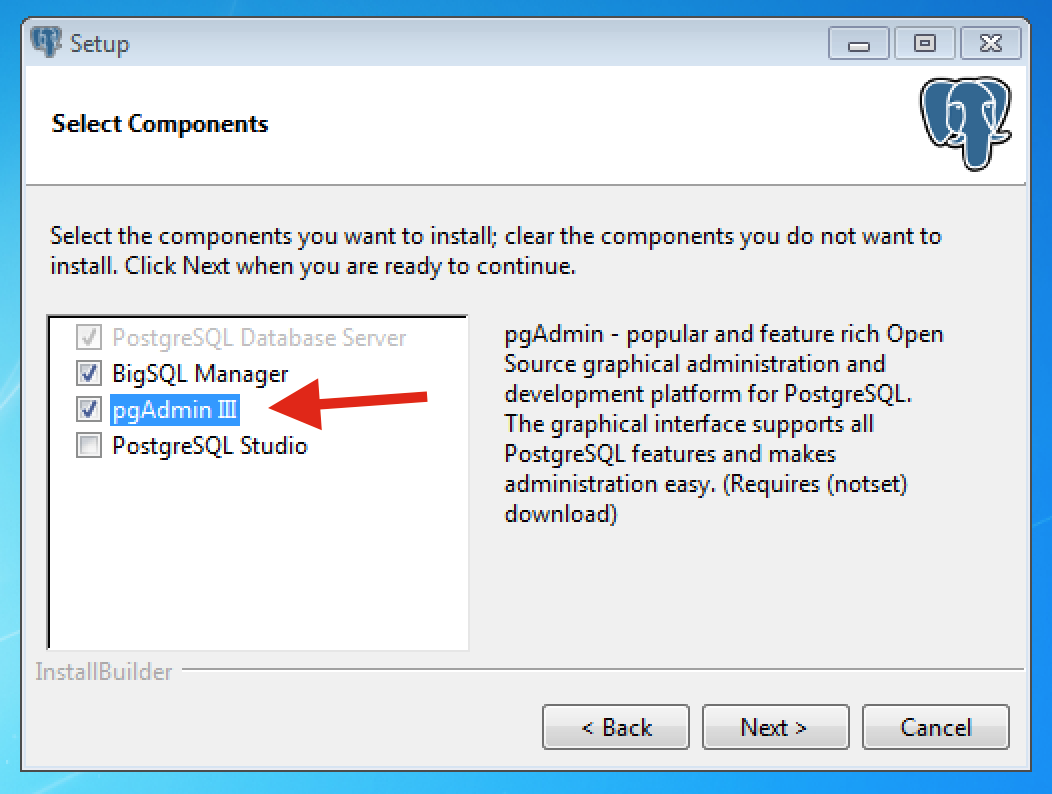 Setup
Select Components
Select the components you want to install; clear the components you do not want to
install. Click Next when you are ready to continue.
PostgreSQL Database Server
BigSQL Manager
pgAdmin III
PostgreSQL Studio
pgAdmin - popular and feature rich Open
Source graphical administration and
development platform for PostgreSQL.
The graphical interface supports all
PostgreSQL features and makes
administration easy. (Requires (notset)
download)
InstallBuilder
< Back
Next >
Cancel